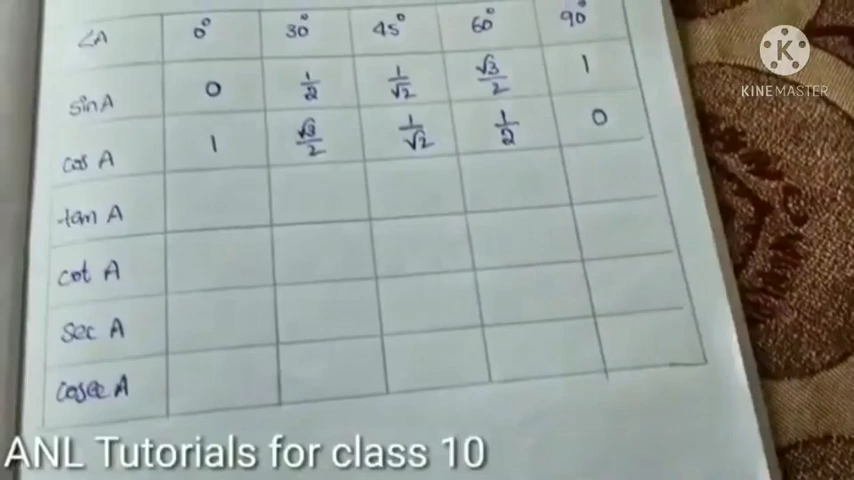 ∠A 0° 30° 45° 60° 90°
sin A 0 1/2 1/√2 √3/2 1
cos A 1 √3/2 1/√2 1/2 0
tan A
cot A
sec A
cosec A
K
KINEMASTER
ANL Tutorials for class 10